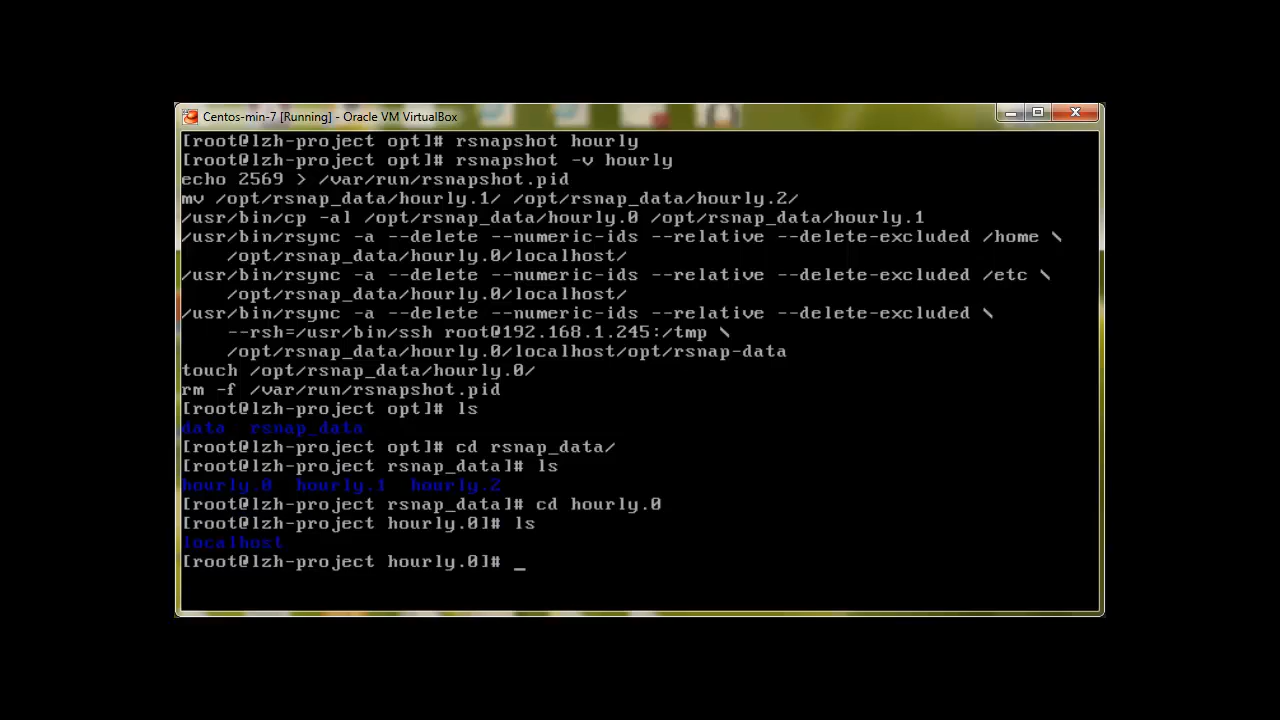 Centos-min-7 [Running] - Oracle VM VirtualBox
[root@lzh-project opt]# rsnapshot hourly
[root@lzh-project opt]# rsnapshot -v hourly
echo 2569 > /var/run/rsnapshot.pid
mv /opt/rsnap_data/hourly.1/ /opt/rsnap_data/hourly.2/
/usr/bin/cp -al /opt/rsnap_data/hourly.0 /opt/rsnap_data/hourly.1
/usr/bin/rsync -a --delete --numeric-ids --relative --delete-excluded /home \
/opt/rsnap_data/hourly.0/localhost/
/usr/bin/rsync -a --delete --numeric-ids --relative --delete-excluded /etc \
/opt/rsnap_data/hourly.0/localhost/
/usr/bin/rsync -a --delete --numeric-ids --relative --delete-excluded \
--rsh=/usr/bin/ssh root@192.168.1.245:/tmp \
/opt/rsnap_data/hourly.0/localhost/opt/rsnap-data
touch /opt/rsnap_data/hourly.0/
rm -f /var/run/rsnapshot.pid
[root@lzh-project opt]# ls
data rsnap_data
[root@lzh-project opt]# cd rsnap_data/
[root@lzh-project rsnap_data]# ls
hourly.0 hourly.1 hourly.2
[root@lzh-project rsnap_data]# cd hourly.0
[root@lzh-project hourly.0]# ls
localhost
[root@lzh-project hourly.0]# _